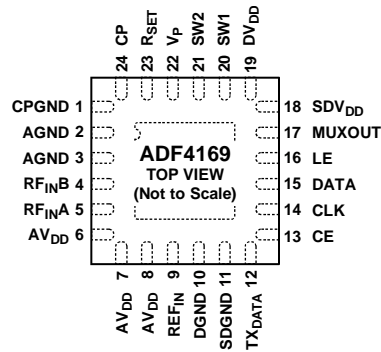 24 CP
23 RSET
22 VP
21 SW2
20 SW1
19 DVDD
CPGND 1
AGND 2
AGND 3
RFINB 4
RFINA 5
AVDD 6
ADF4169
TOP VIEW
(Not to Scale)
18 SDVDD
17 MUXOUT
16 LE
15 DATA
14 CLK
13 CE
AVDD 7
AVDD 8
REFIN 9
DGND 10
SDGND 11
TXDATA 12